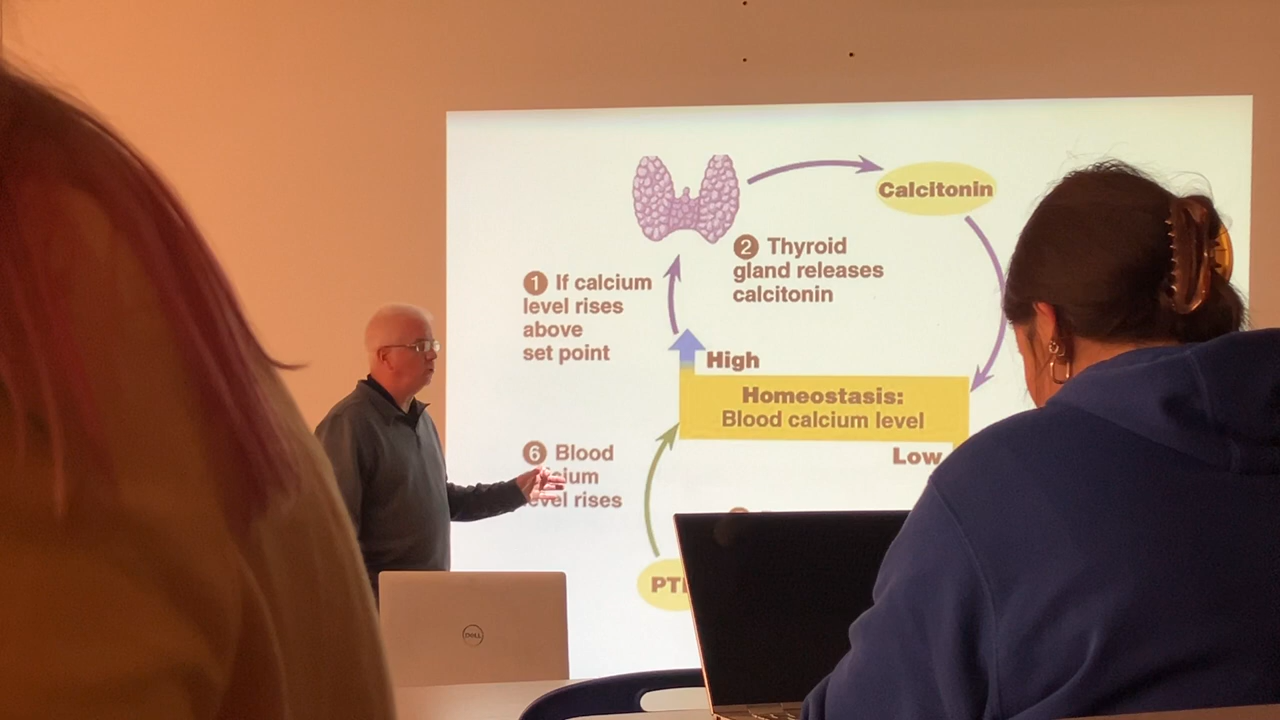 Calcitonin
2 Thyroid
gland releases
calcitonin
1 If calcium
level rises
above
set point
High
Homeostasis:
Blood calcium level
Low
6 Blood
level rises
DELL